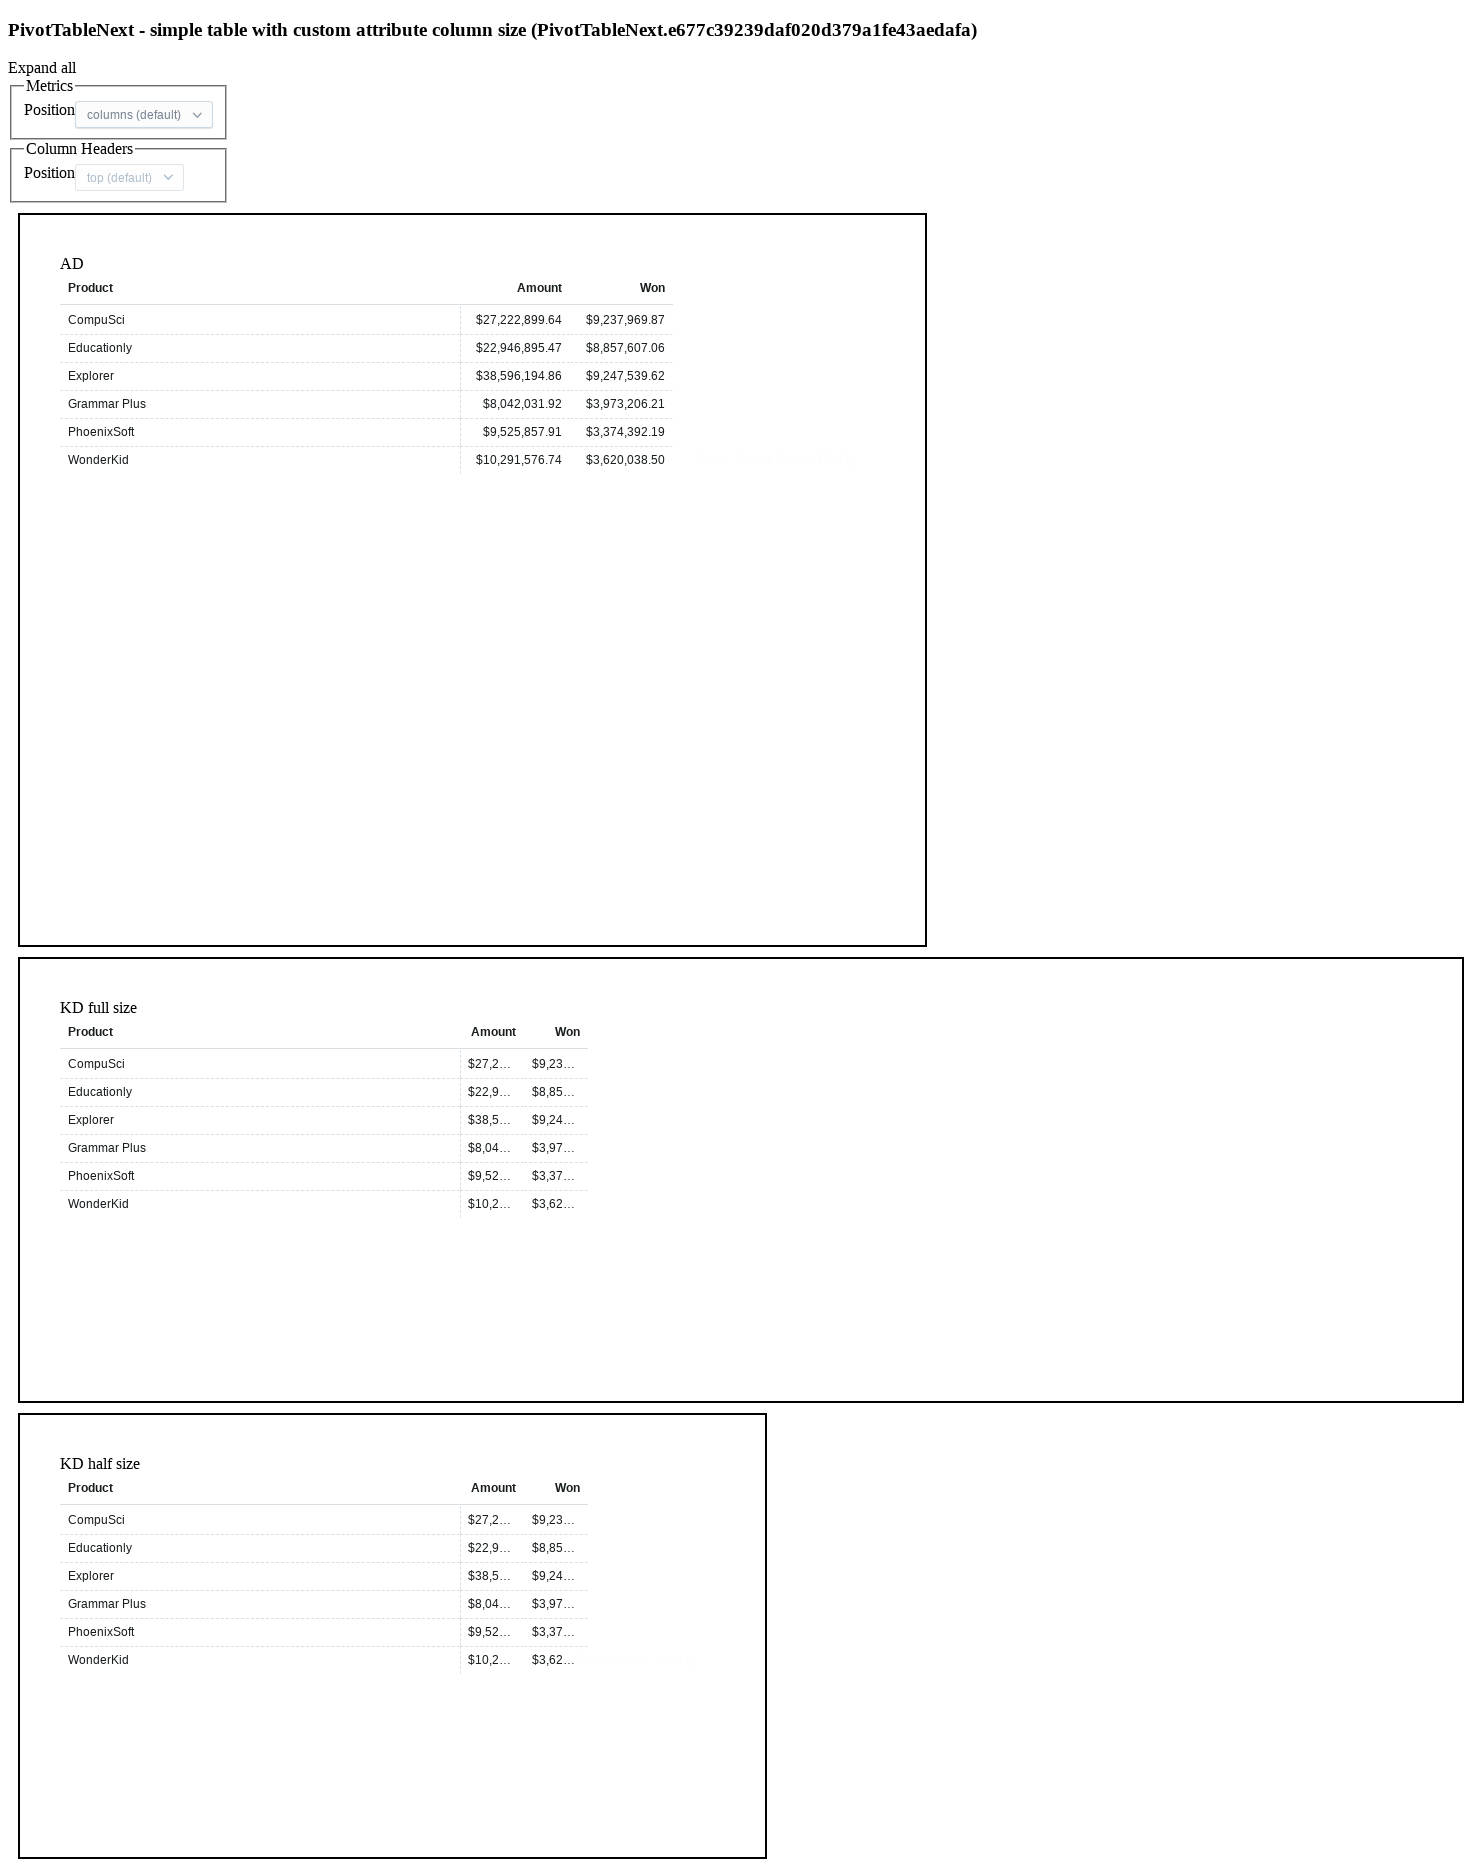 PivotTableNext - simple table with custom attribute column size (PivotTableNext.e677c39239daf020d379a1fe43aedafa)
Expand all
Metrics
Position columns (default)
Column Headers
Position top (default)
AD
Product Amount Won
CompuSci $27,222,899.64 $9,237,969.87
Educationly $22,946,895.47 $8,857,607.06
Explorer $38,596,194.86 $9,247,539.62
Grammar Plus $8,042,031.92 $3,973,206.21
PhoenixSoft $9,525,857.91 $3,374,392.19
WonderKid $10,291,576.74 $3,620,038.50
KD full size
Product Amount Won
CompuSci $27,2… $9,23…
Educationly $22,9… $8,85…
Explorer $38,5… $9,24…
Grammar Plus $8,04… $3,97…
PhoenixSoft $9,52… $3,37…
WonderKid $10,2… $3,62…
KD half size
Product Amount Won
CompuSci $27,2… $9,23…
Educationly $22,9… $8,85…
Explorer $38,5… $9,24…
Grammar Plus $8,04… $3,97…
PhoenixSoft $9,52… $3,37…
WonderKid $10,2… $3,62…